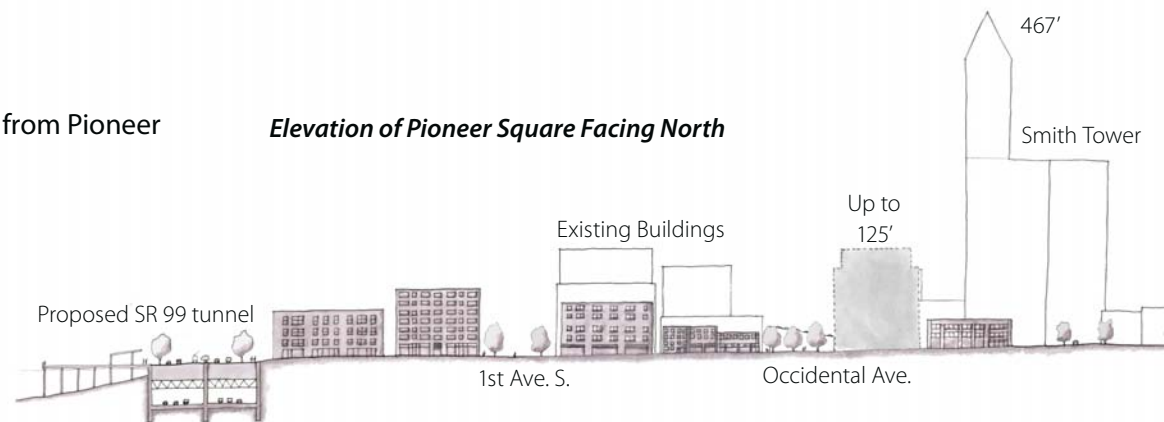 from Pioneer
Elevation of Pioneer Square Facing North
467’
Smith Tower
Up to
125’
Existing Buildings
Proposed SR 99 tunnel
1st Ave. S.
Occidental Ave.